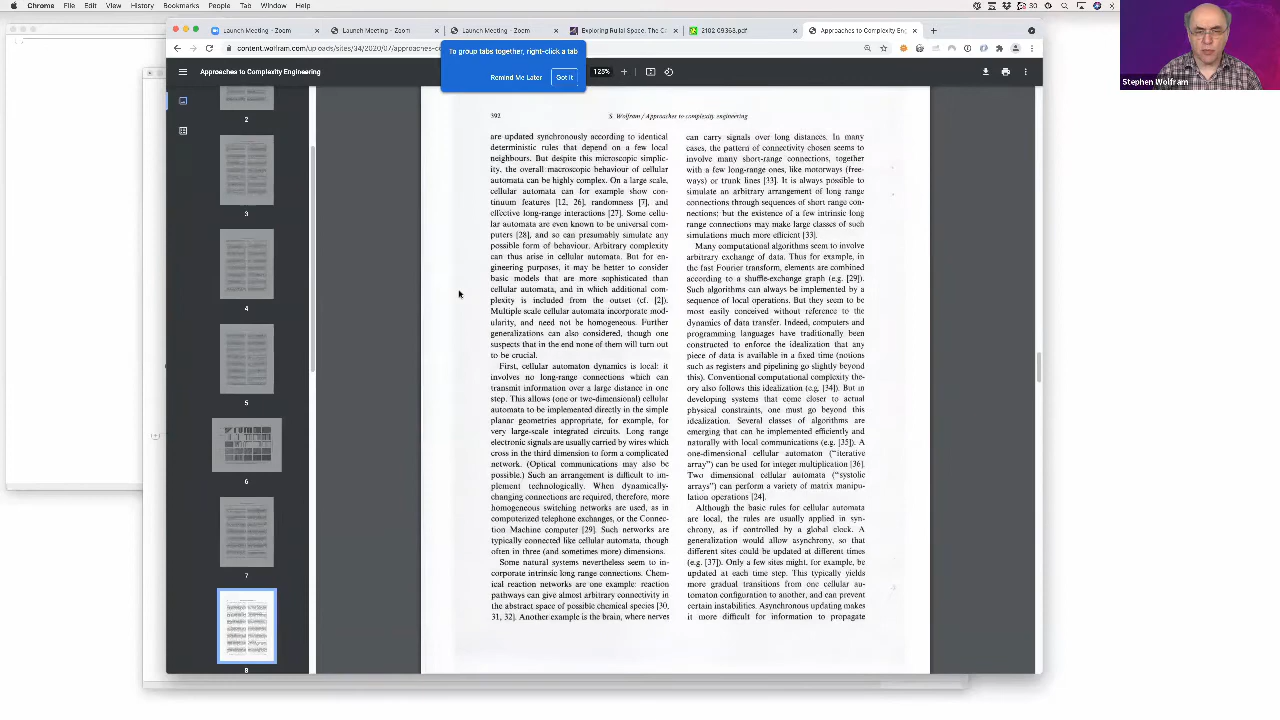 Chrome File Edit View History Bookmarks People Tab Window Help
Launch Meeting - Zoom
Launch Meeting - Zoom
Launch Meeting - Zoom
Exploring Rulial Space: The C
2102.09363.pdf
Approaches to Complexity Eng
content.wolfram.com/uploads/sites/34/2020/07/approaches-c
Approaches to Complexity Engineering
To group tabs together, right-click a tab
Remind Me Later Got it
125%
Stephen Wolfram
2
3
4
5
6
7
8
392
S. Wolfram / Approaches to complexity engineering
are updated synchronously according to identical
deterministic rules that depend on a few local
neighbours. But despite this microscopic simplic-
ity, the overall macroscopic behaviour of cellular
automata can be highly complex. On a large scale,
cellular automata can for example show con-
tinuum features [12, 26], randomness [7], and
effective long-range interactions [27]. Some cellu-
lar automata are even known to be universal com-
puters [28], and so can presumably simulate any
possible form of behaviour. Arbitrary complexity
can thus arise in cellular automata. But for en-
gineering purposes, it may be better to consider
basic models that are more sophisticated than
cellular automata, and in which additional com-
plexity is included from the outset (cf. [2]).
Multiple scale cellular automata incorporate mod-
ularity, and need not be homogeneous. Further
generalizations can also considered, though one
suspects that in the end none of them will turn out
to be crucial.
First, cellular automaton dynamics is local: it
involves no long-range connections which can
transmit information over a large distance in one
step. This allows (one or two-dimensional) cellular
automata to be implemented directly in the simple
planar geometries appropriate, for example, for
very large-scale integrated circuits. Long range
electronic signals are usually carried by wires which
cross in the third dimension to form a complicated
network. (Optical communications may also be
possible.) Such an arrangement is difficult to im-
plement technologically. When dynamically-
changing connections are required, therefore, more
homogeneous switching networks are used, as in
computerized telephone exchanges, or the Connec-
tion Machine computer [29]. Such networks are
typically connected like cellular automata, though
often in three (and sometimes more) dimensions.
Some natural systems nevertheless seem to in-
corporate intrinsic long range connections. Chem-
ical reaction networks are one example: reaction
pathways can give almost arbitrary connectivity in
the abstract space of possible chemical species [30,
31, 32]. Another example is the brain, where nerves
can carry signals over long distances. In many
cases, the pattern of connectivity chosen seems to
involve many short-range connections, together
with a few long-range ones, like motorways (free-
ways) or trunk lines [33]. It is always possible to
simulate an arbitrary arrangement of long range
connections through sequences of short range con-
nections; but the existence of a few intrinsic long
range connections may make large classes of such
simulations much more efficient [33].
Many computational algorithms seem to involve
arbitrary exchange of data. Thus for example, in
the fast Fourier transform, elements are combined
according to a shuffle-exchange graph (e.g. [29]).
Such algorithms can always be implemented by a
sequence of local operations. But they seem to be
most easily conceived without reference to the
dynamics of data transfer. Indeed, computers and
programming languages have traditionally been
constructed to enforce the idealization that any
piece of data is available in a fixed time (notions
such as registers and pipelining go slightly beyond
this). Conventional computational complexity the-
ory also follows this idealization (e.g. [34]). But in
developing systems that come closer to actual
physical constraints, one must go beyond this
idealization. Several classes of algorithms are
emerging that can be implemented efficiently and
naturally with local communications (e.g. [35]). A
one-dimensional cellular automaton ("iterative
array") can be used for integer multiplication [36].
Two dimensional cellular automata ("systolic
arrays") can perform a variety of matrix manipu-
lation operations [24].
Although the basic rules for cellular automata
are local, the rules are usually applied in syn-
chrony, as if controlled by a global clock. A
generalization would allow asynchrony, so that
different sites could be updated at different times
(e.g. [37]). Only a few sites might, for example, be
updated at each time step. This typically yields
more gradual transitions from one cellular au-
tomaton configuration to another, and can prevent
certain instabilities. Asynchronous updating makes
it more difficult for information to propagate